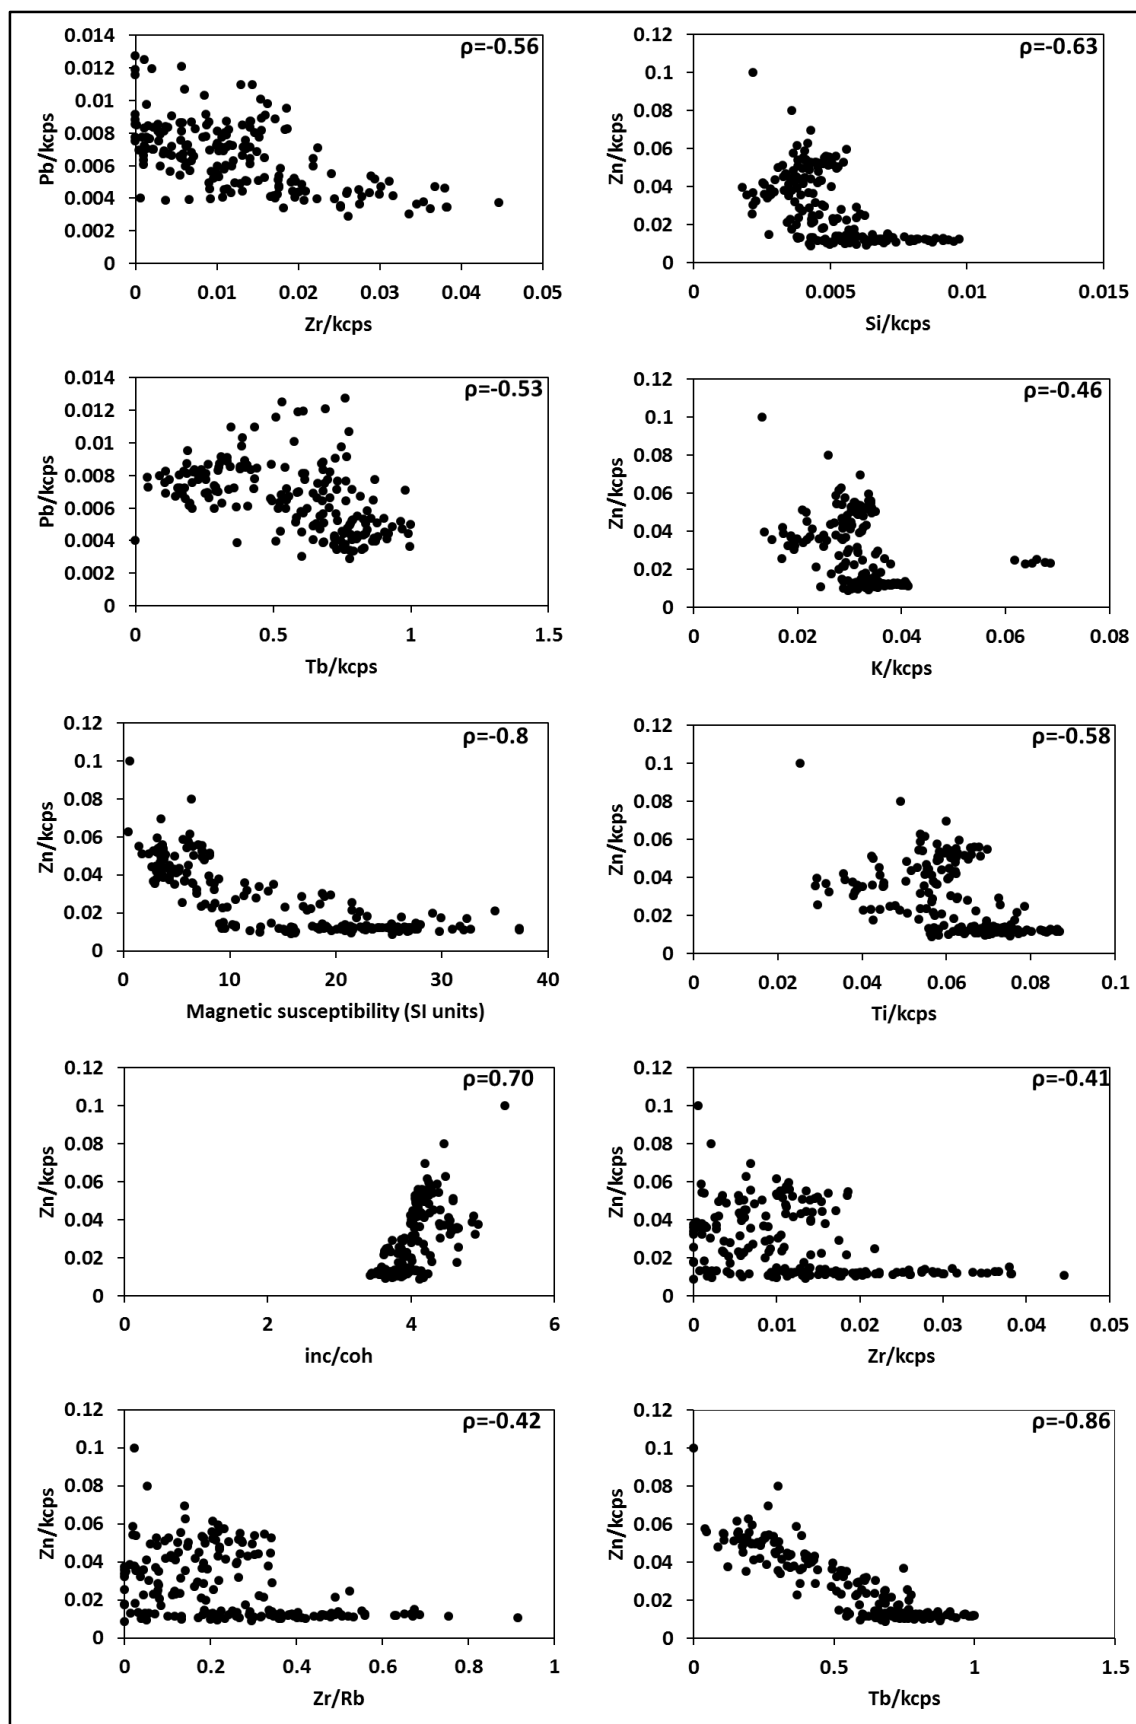 ρ=-0.56
0.014
0.012
0.01
0.008
0.006
0.004
0.002
0
Pb/kcps
0 0.01 0.02 0.03 0.04 0.05
Zr/kcps
ρ=-0.63
0.12
0.1
0.08
0.06
0.04
0.02
0
Zn/kcps
0 0.005 0.01 0.015
Si/kcps
ρ=-0.53
0.014
0.012
0.01
0.008
0.006
0.004
0.002
0
Pb/kcps
0 0.5 1 1.5
Tb/kcps
ρ=-0.46
0.12
0.1
0.08
0.06
0.04
0.02
0
Zn/kcps
0 0.02 0.04 0.06 0.08
K/kcps
ρ=-0.8
0.12
0.1
0.08
0.06
0.04
0.02
0
Zn/kcps
0 10 20 30 40
Magnetic susceptibility (SI units)
ρ=-0.58
0.12
0.1
0.08
0.06
0.04
0.02
0
Zn/kcps
0 0.02 0.04 0.06 0.08 0.1
Ti/kcps
ρ=0.70
0.12
0.1
0.08
0.06
0.04
0.02
0
Zn/kcps
0 2 4 6
inc/coh
ρ=-0.41
0.12
0.1
0.08
0.06
0.04
0.02
0
Zn/kcps
0 0.01 0.02 0.03 0.04 0.05
Zr/kcps
ρ=-0.42
0.12
0.1
0.08
0.06
0.04
0.02
0
Zn/kcps
0 0.2 0.4 0.6 0.8 1
Zr/Rb
ρ=-0.86
0.12
0.1
0.08
0.06
0.04
0.02
0
Zn/kcps
0 0.5 1 1.5
Tb/kcps